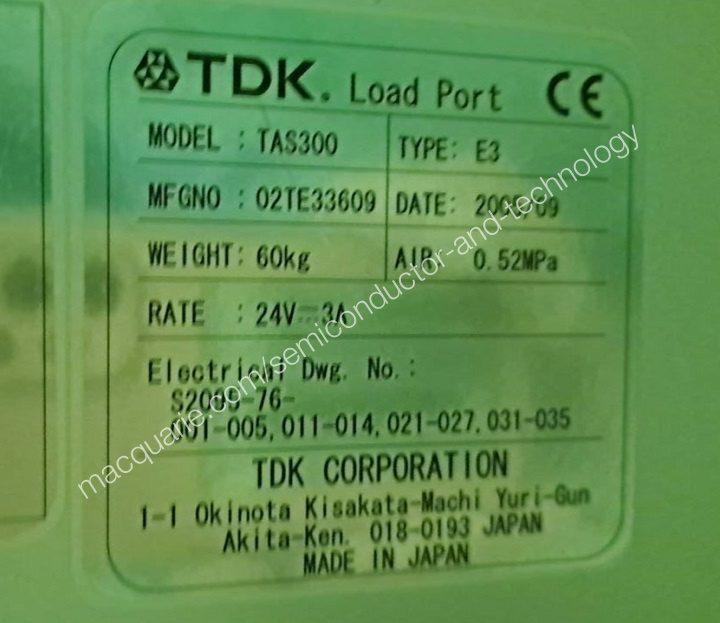 TDK. Load Port CE
MODEL : TAS300 TYPE: E3
MFGNO : 02TE33609 DATE:
WEIGHT: 60kg AIR: 0.52MPa
RATE : 24V⎓3A
Electrical Dwg. No.:
001-005,011-014,021-027,031-035
TDK CORPORATION
1-1 Okinota Kisakata-Machi Yuri-Gun
Akita-Ken. 018-0193 JAPAN
MADE IN JAPAN
macquarie.com/semiconductor-and-technology